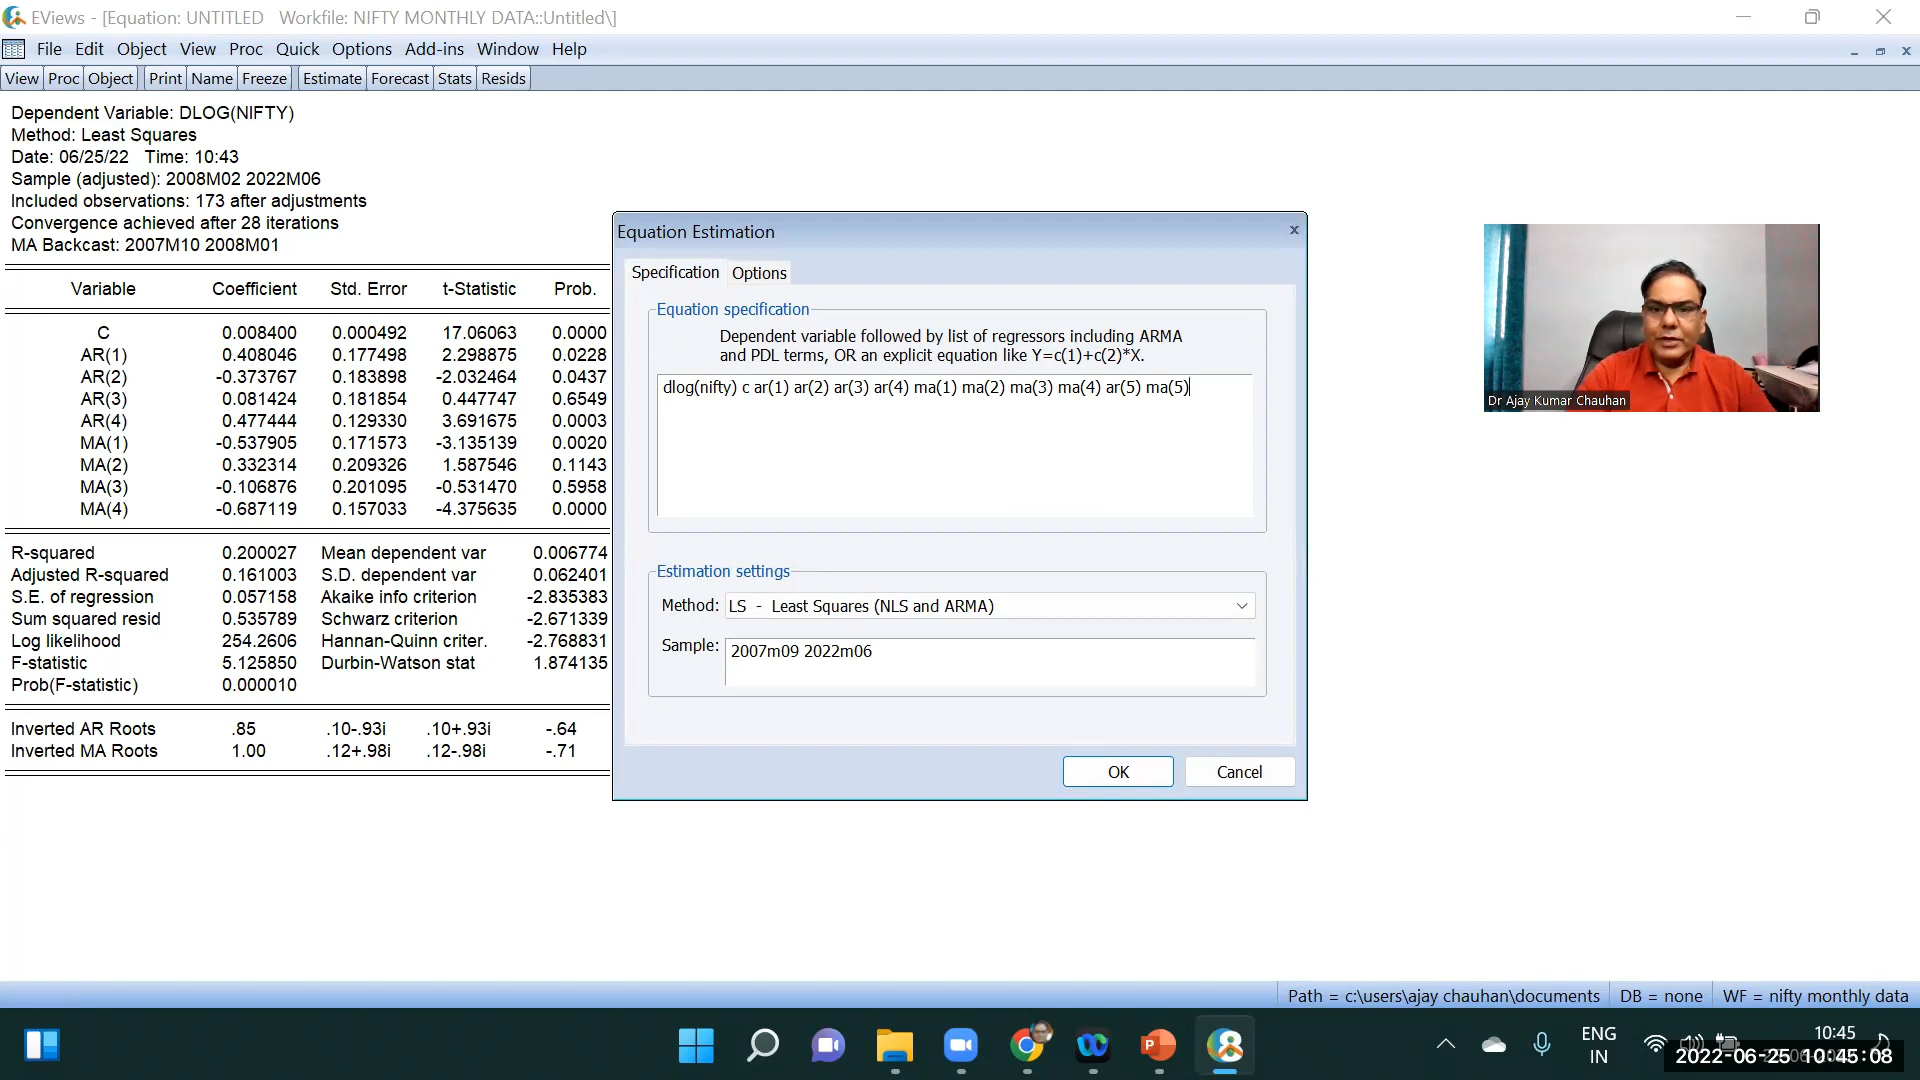 EViews - [Equation: UNTITLED   Workfile: NIFTY MONTHLY DATA::Untitled\]
File Edit Object View Proc Quick Options Add-ins Window Help
View Proc Object Print Name Freeze Estimate Forecast Stats Resids
Dependent Variable: DLOG(NIFTY)
Method: Least Squares
Date: 06/25/22   Time: 10:43
Sample (adjusted): 2008M02 2022M06
Included observations: 173 after adjustments
Convergence achieved after 28 iterations
MA Backcast: 2007M10 2008M01
Variable Coefficient Std. Error t-Statistic Prob.
C 0.008400 0.000492 17.06063 0.0000
AR(1) 0.408046 0.177498 2.298875 0.0228
AR(2) -0.373767 0.183898 -2.032464 0.0437
AR(3) 0.081424 0.181854 0.447747 0.6549
AR(4) 0.477444 0.129330 3.691675 0.0003
MA(1) -0.537905 0.171573 -3.135139 0.0020
MA(2) 0.332314 0.209326 1.587546 0.1143
MA(3) -0.106876 0.201095 -0.531470 0.5958
MA(4) -0.687119 0.157033 -4.375635 0.0000
R-squared 0.200027 Mean dependent var 0.006774
Adjusted R-squared 0.161003 S.D. dependent var 0.062401
S.E. of regression 0.057158 Akaike info criterion -2.835383
Sum squared resid 0.535789 Schwarz criterion -2.671339
Log likelihood 254.2606 Hannan-Quinn criter. -2.768831
F-statistic 5.125850 Durbin-Watson stat 1.874135
Prob(F-statistic) 0.000010
Inverted AR Roots .85 .10-.93i .10+.93i -.64
Inverted MA Roots 1.00 .12+.98i .12-.98i -.71
Equation Estimation
Specification Options
Equation specification
Dependent variable followed by list of regressors including ARMA
and PDL terms, OR an explicit equation like Y=c(1)+c(2)*X.
dlog(nifty) c ar(1) ar(2) ar(3) ar(4) ma(1) ma(2) ma(3) ma(4) ar(5) ma(5)
Estimation settings
Method: LS - Least Squares (NLS and ARMA)
Sample: 2007m09 2022m06
OK Cancel
Dr Ajay Kumar Chauhan
Path = c:\users\ajay chauhan\documents DB = none WF = nifty monthly data
ENG
IN
10:45
2022-06-25 10:45:08